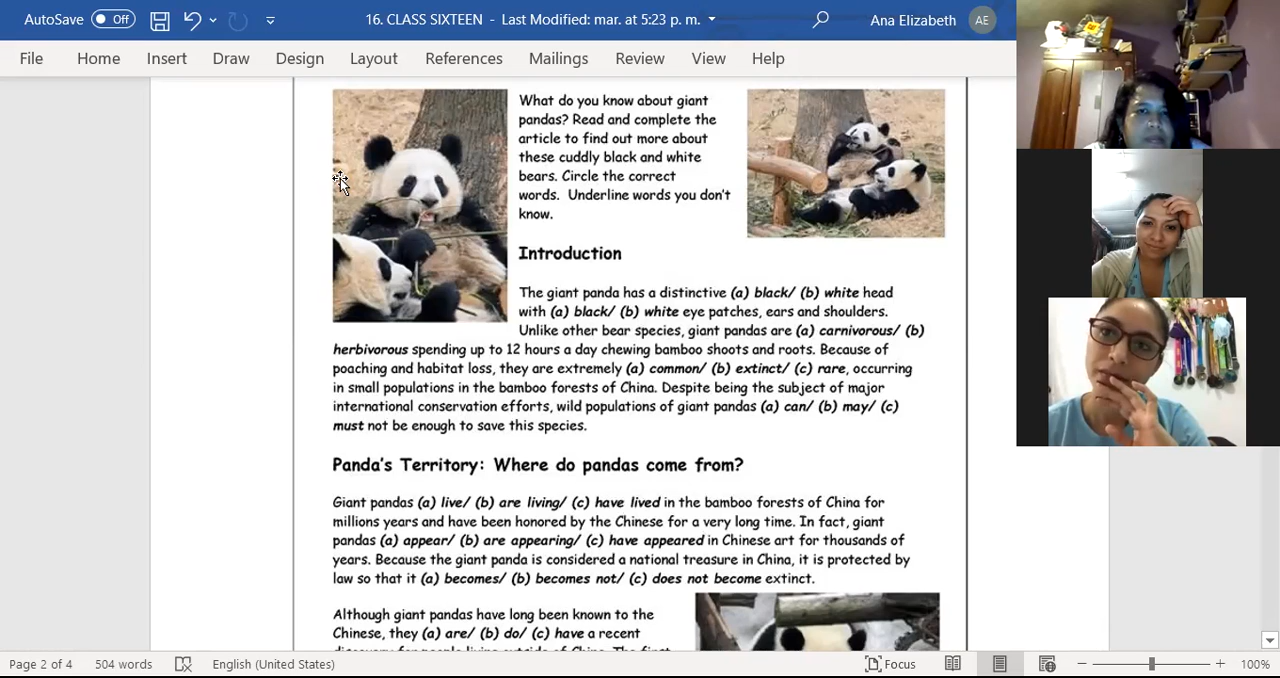 AutoSave Off 16. CLASS SIXTEEN - Last Modified: mar. at 5:23 p. m. Ana Elizabeth AE
File Home Insert Draw Design Layout References Mailings Review View Help
What do you know about giant
pandas? Read and complete the
article to find out more about
these cuddly black and white
bears. Circle the correct
words. Underline words you don't
know.
Introduction
The giant panda has a distinctive (a) black/ (b) white head
with (a) black/ (b) white eye patches, ears and shoulders.
Unlike other bear species, giant pandas are (a) carnivorous/ (b)
herbivorous spending up to 12 hours a day chewing bamboo shoots and roots. Because of
poaching and habitat loss, they are extremely (a) common/ (b) extinct/ (c) rare, occurring
in small populations in the bamboo forests of China. Despite being the subject of major
international conservation efforts, wild populations of giant pandas (a) can/ (b) may/ (c)
must not be enough to save this species.
Panda's Territory: Where do pandas come from?
Giant pandas (a) live/ (b) are living/ (c) have lived in the bamboo forests of China for
millions years and have been honored by the Chinese for a very long time. In fact, giant
pandas (a) appear/ (b) are appearing/ (c) have appeared in Chinese art for thousands of
years. Because the giant panda is considered a national treasure in China, it is protected by
law so that it (a) becomes/ (b) becomes not/ (c) does not become extinct.
Although giant pandas have long been known to the
Chinese, they (a) are/ (b) do/ (c) have a recent
discovery for people living outside of China. The first
Page 2 of 4 504 words English (United States) Focus 100%